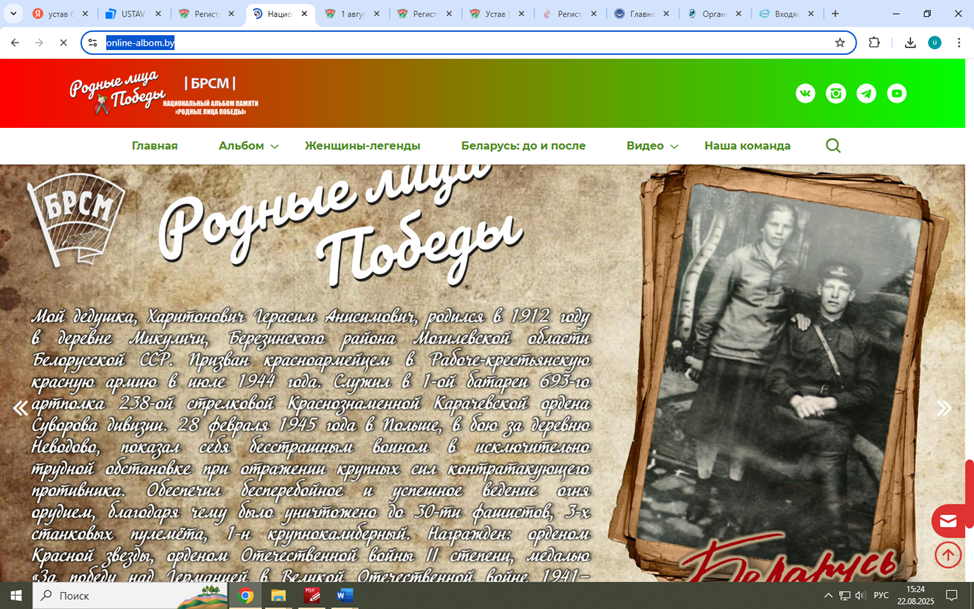 устав б
USTAV
Регистр
Нацио
1 авгу
Регист
Устав
Регист
Главна
Органи
Входя
online-albom.by
u
Родные лица
Победы
| БРСМ |
НАЦИОНАЛЬНЫЙ АЛЬБОМ ПАМЯТИ
«РОДНЫЕ ЛИЦА ПОБЕДЫ»
Главная Альбом Женщины-легенды Беларусь: до и после Видео Наша команда
БРСМ
Родные лица
Победы
Мой дедушка, Харитонович Герасим Анисимович, родился в 1912 году
в деревне Микуличи, Березинского района Могилевской области
Белорусской ССР. Призван красноармейцем в Рабоче-крестьянскую
красную армию в июле 1944 года. Служил в 1-ой батареи 693-го
артполка 238-ой стрелковой Краснознаменной Карачевской ордена
Суворова дивизии. 28 февраля 1945 года в Польше, в бою за деревню
Неводово, показал себя бесстрашным воином в исключительно
трудной обстановке при отражении крупных сил контратакующего
противника. Обеспечил бесперебойное и успешное ведение огня
орудием, благодаря чему было уничтожено до 30-ти фашистов, 3-х
станковых пулемёта, 1-н крупнокалиберный. Награжден: орденом
Красной звезды, орденом Отечественной войны II степени, медалью
«За победу над Германией в Великой Отечественной войне 1941–
Беларусь
Поиск
РУС
15:24
22.08.2025